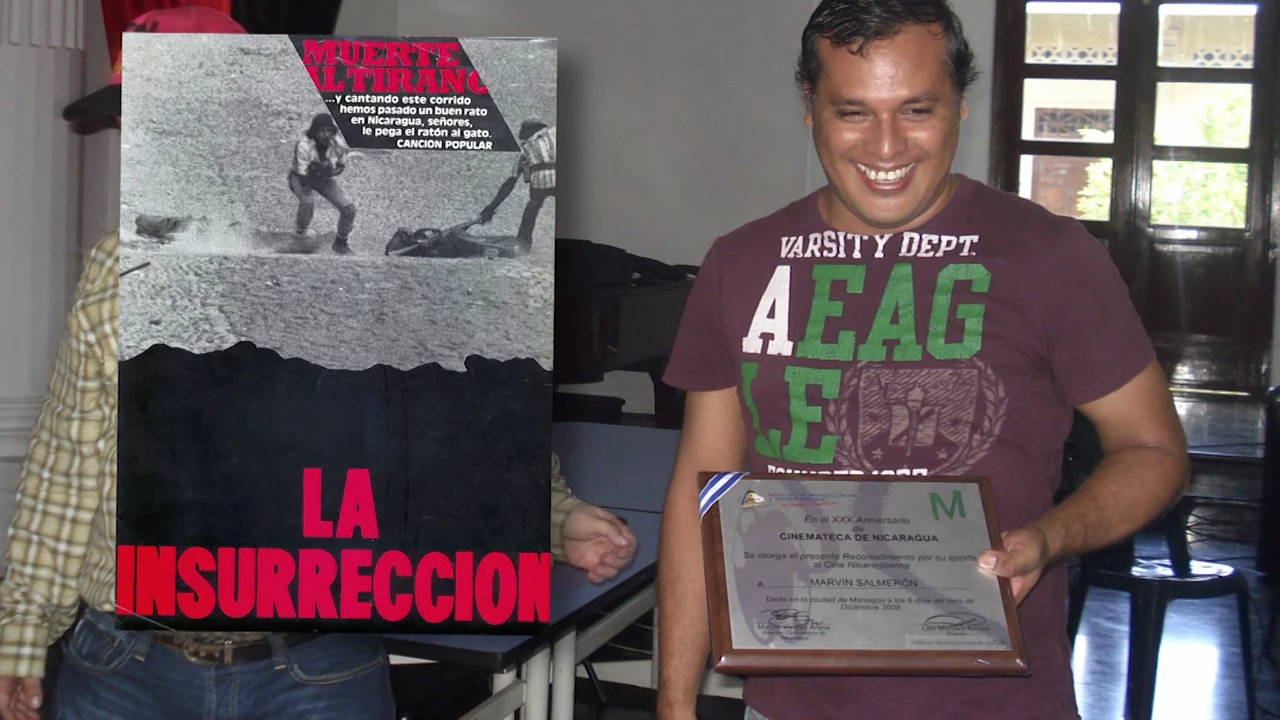 MUERTE
AL TIRANO
...y cantando este corrido
hemos pasado un buen rato
en Nicaragua, señores,
le pega el ratón al gato.
CANCION POPULAR
LA
INSURRECCION
VARSITY DEPT.
AEAG
LE
En el XXX Aniversario
de
CINEMATECA DE NICARAGUA
Se otorga el presente Reconocimiento por su aporte
al Cine Nicaragüense
A: MARVIN SALMERÓN
Dado en la ciudad de Managua a los 6 días del mes de
Diciembre 2009
M